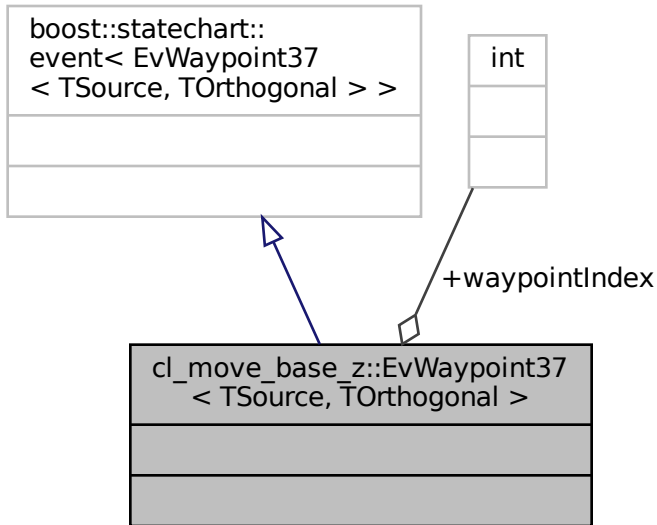 boost::statechart::
event< EvWaypoint37
< TSource, TOrthogonal > >
int
+waypointIndex
cl_move_base_z::EvWaypoint37
< TSource, TOrthogonal >